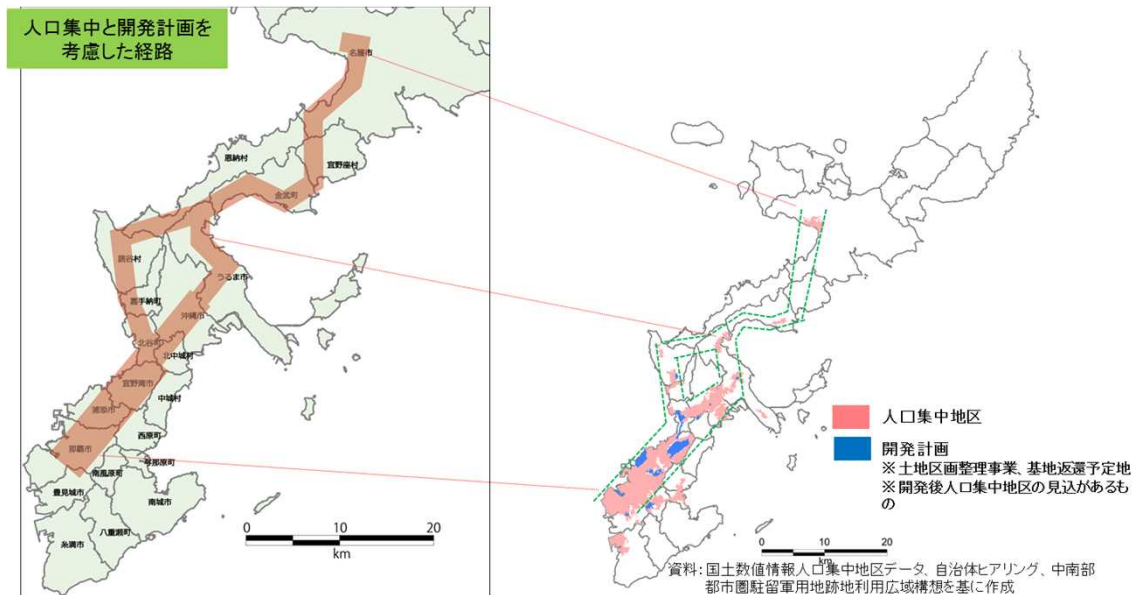 人口集中と開発計画を
考慮した経路
名護市
恩納村
宜野座村
金武町
読谷村
うるま市
嘉手納町
沖縄市
北谷町
北中城村
宜野湾市
中城村
浦添市
西原町
那覇市
与那原町
南風原町
豊見城市
南城市
八重瀬町
糸満市
0 10 20
km
人口集中地区
開発計画
※土地区画整理事業、基地返還予定地
※開発後人口集中地区の見込があるも
の
0 10 20
km
資料：国土数値情報人口集中地区データ、自治体ヒアリング、中南部
都市圏駐留軍用地跡地利用広域構想を基に作成